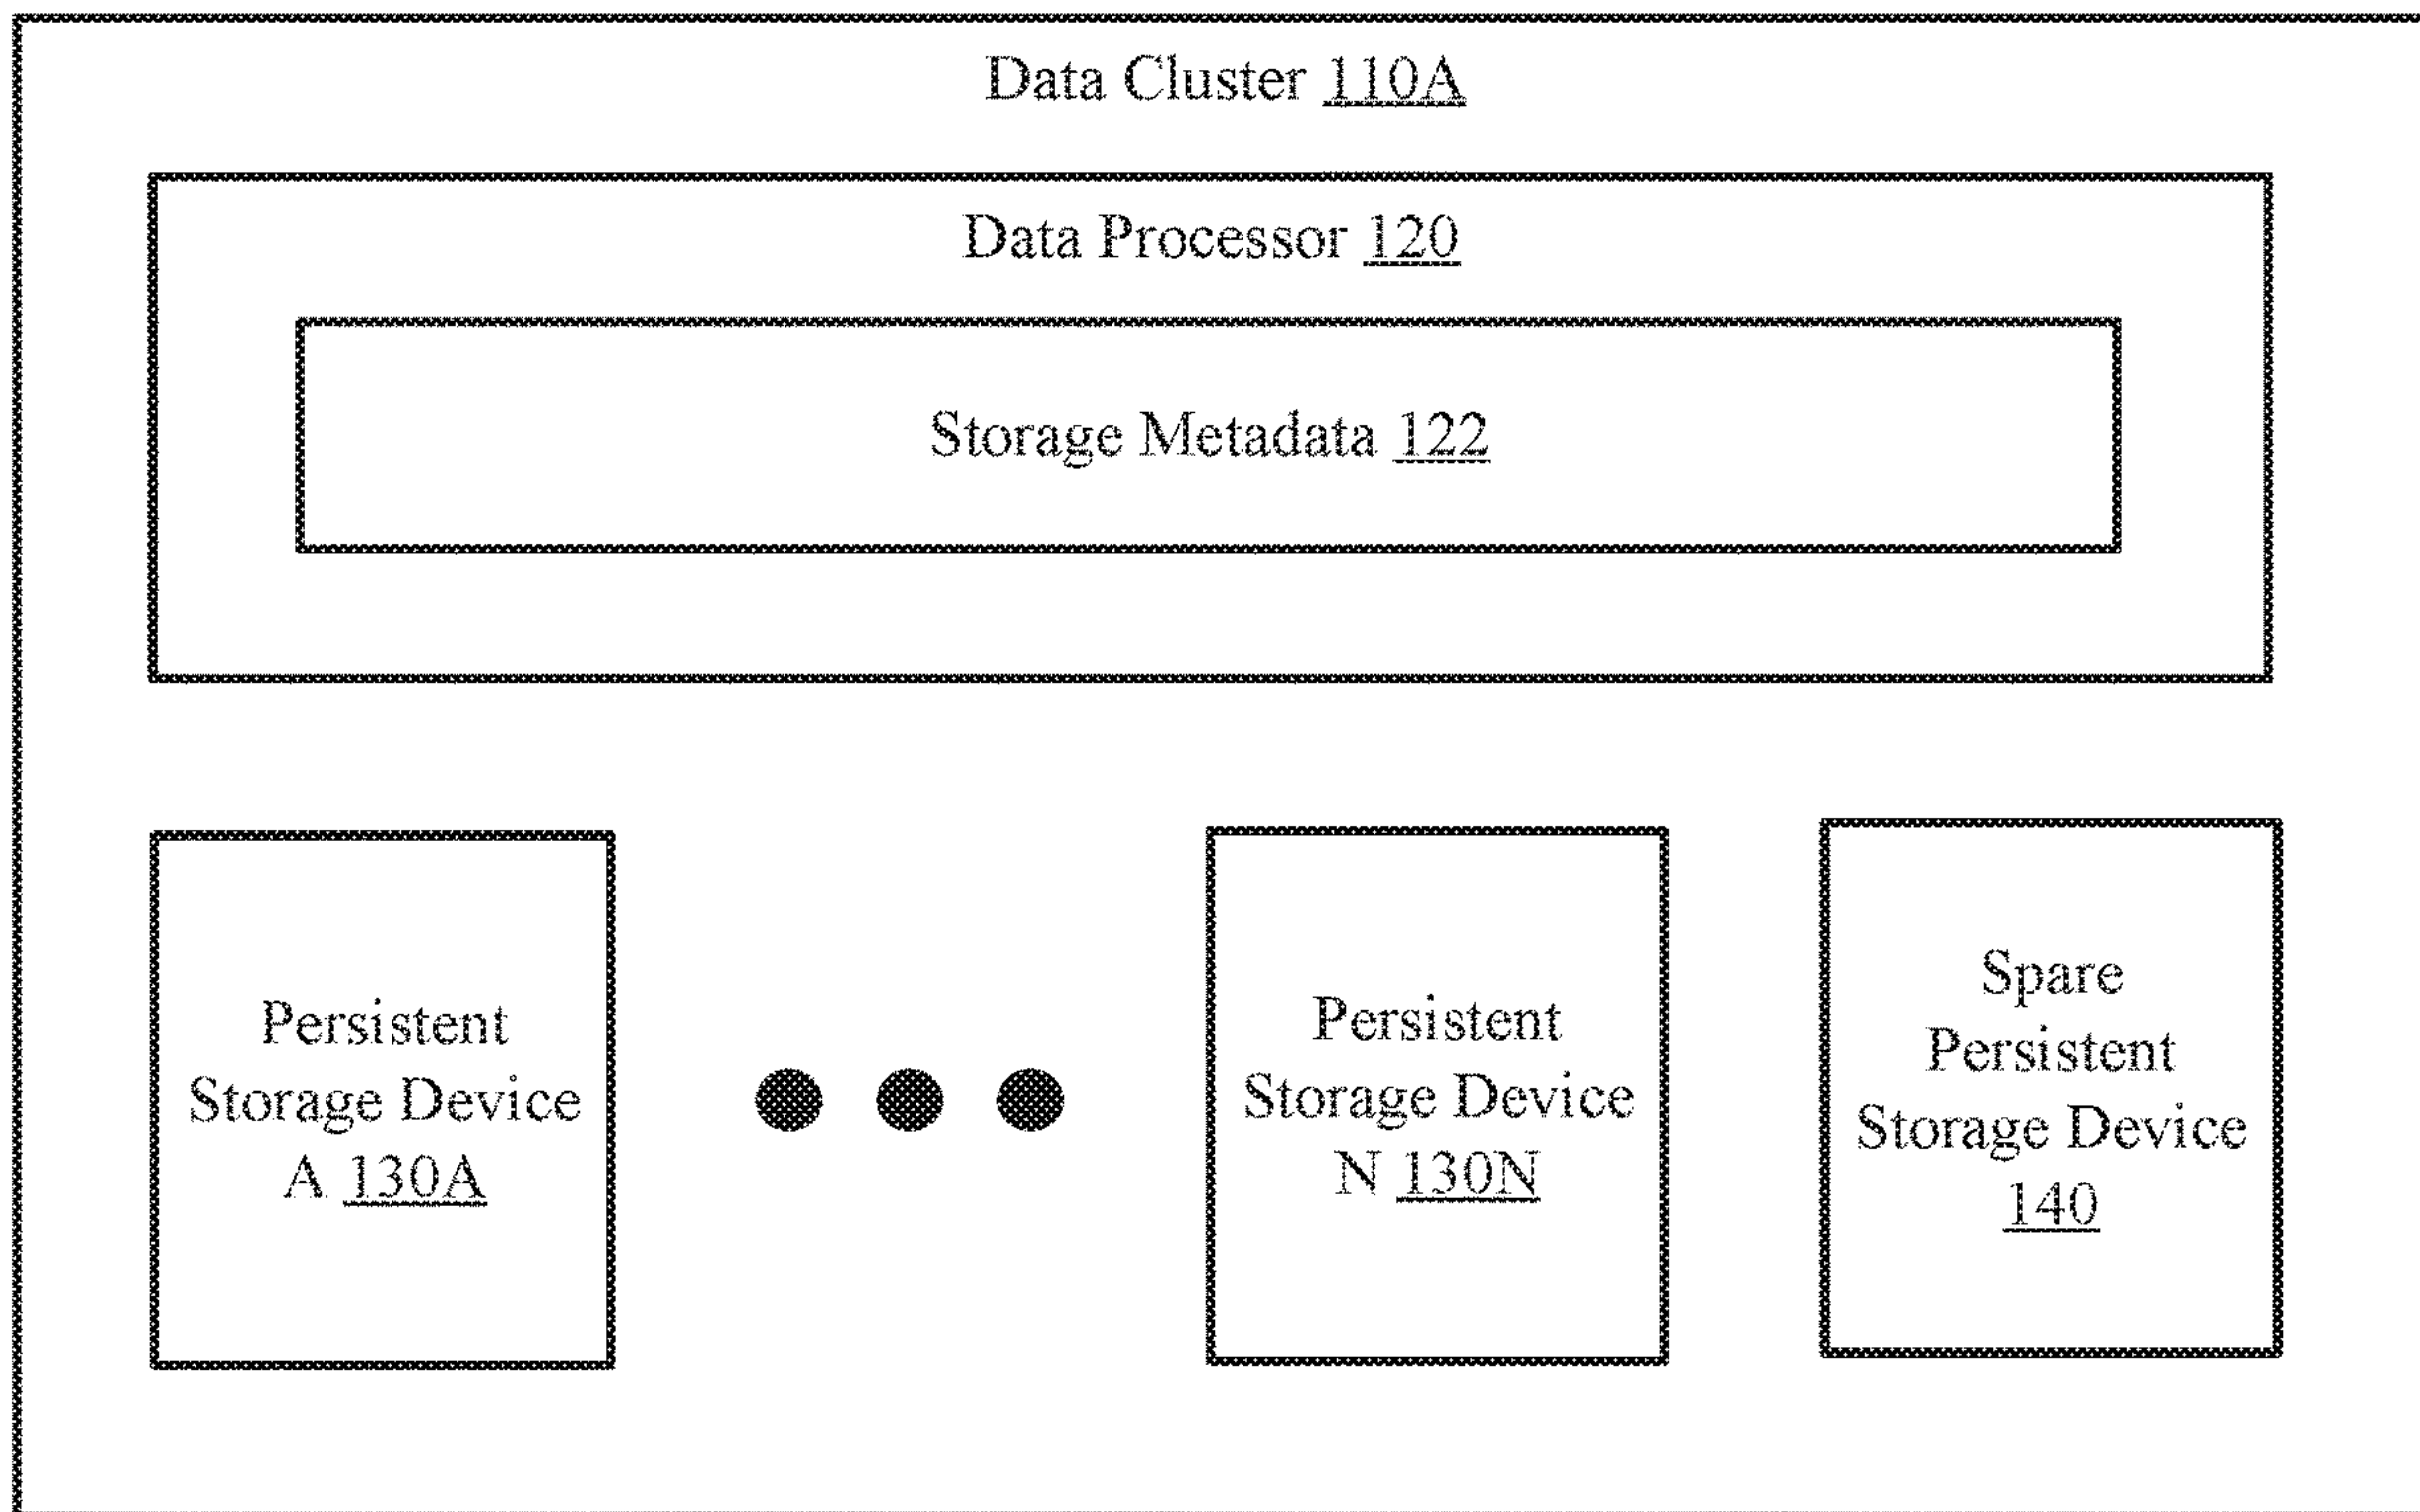 Data Cluster 110A
Data Processor 120
Storage Metadata 122
Persistent
Storage Device
A 130A
Persistent
Storage Device
N 130N
Spare
Persistent
Storage Device
140